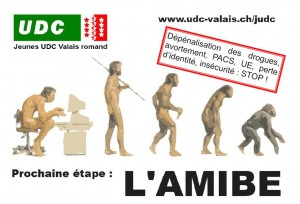 UDC
www.udc-valais.ch/judc
Jeunes UDC Valais romand
Dépénalisation des drogues,
avortement, PACS, UE, perte
d'identité, insécurité : STOP !
Prochaine étape :
L'AMIBE